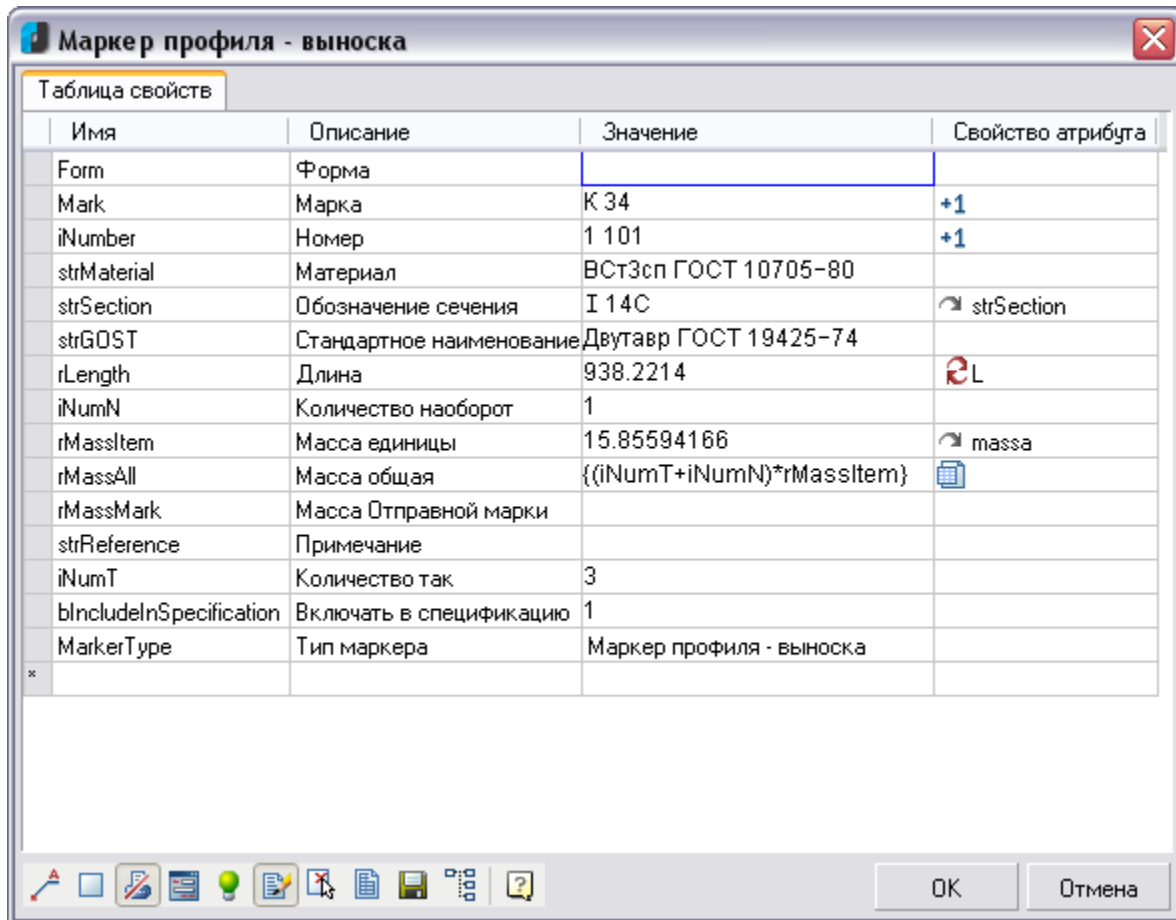 Маркер профиля - выноска
Таблица свойств
Имя Описание Значение Свойство атрибута
Form Форма
Mark Марка К 34 +1
iNumber Номер 1 101 +1
strMaterial Материал ВСт3сп ГОСТ 10705-80
strSection Обозначение сечения I 14С strSection
strGOST Стандартное наименование Двутавр ГОСТ 19425-74
rLength Длина 938.2214 L
iNumN Количество наоборот 1
rMassItem Масса единицы 15.85594166 massa
rMassAll Масса общая {(iNumT+iNumN)*rMassItem}
rMassMark Масса Отправной марки
strReference Примечание
iNumT Количество так 3
bIncludeInSpecification Включать в спецификацию 1
MarkerType Тип маркера Маркер профиля - выноска
*
OK Отмена